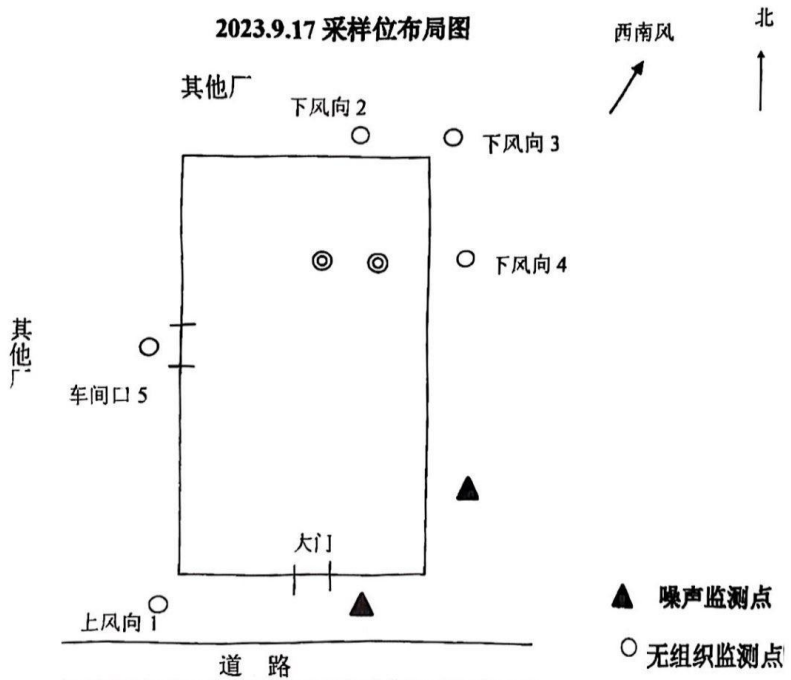 2023.9.17 采样位布局图
西南风
北
其他厂
下风向 2
下风向 3
下风向 4
其他厂
车间口 5
大门
上风向 1
噪声监测点
无组织监测点
道 路